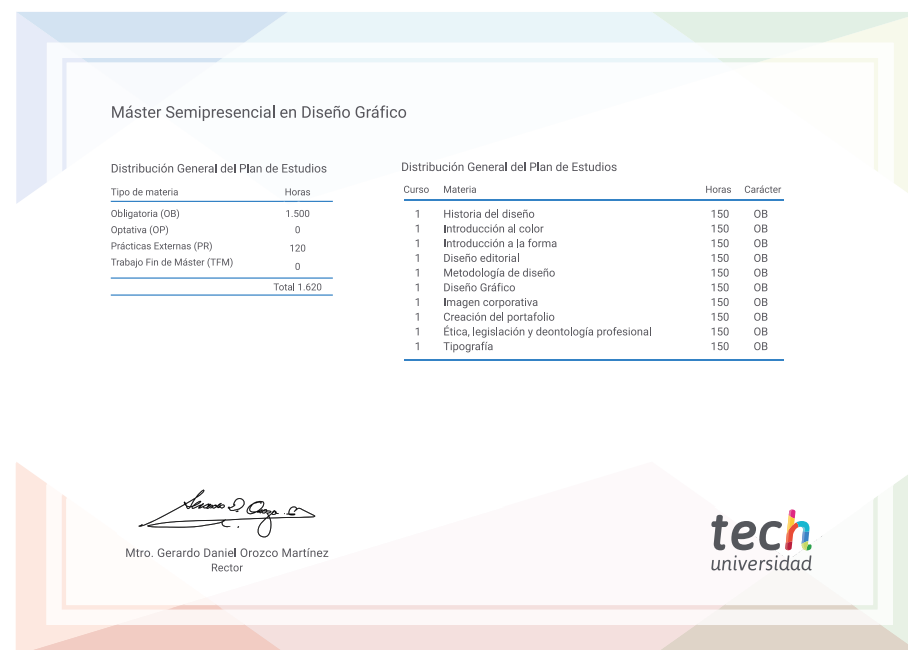 Máster Semipresencial en Diseño Gráfico
Distribución General del Plan de Estudios
Tipo de materia Horas
Obligatoria (OB) 1.500
Optativa (OP) 0
Prácticas Externas (PR) 120
Trabajo Fin de Máster (TFM) 0
Total 1.620
Distribución General del Plan de Estudios
Curso Materia Horas Carácter
1 Historia del diseño 150 OB
1 Introducción al color 150 OB
1 Introducción a la forma 150 OB
1 Diseño editorial 150 OB
1 Metodología de diseño 150 OB
1 Diseño Gráfico 150 OB
1 Imagen corporativa 150 OB
1 Creación del portafolio 150 OB
1 Ética, legislación y deontología profesional 150 OB
1 Tipografía 150 OB
Mtro. Gerardo Daniel Orozco Martínez
Rector
tech
universidad